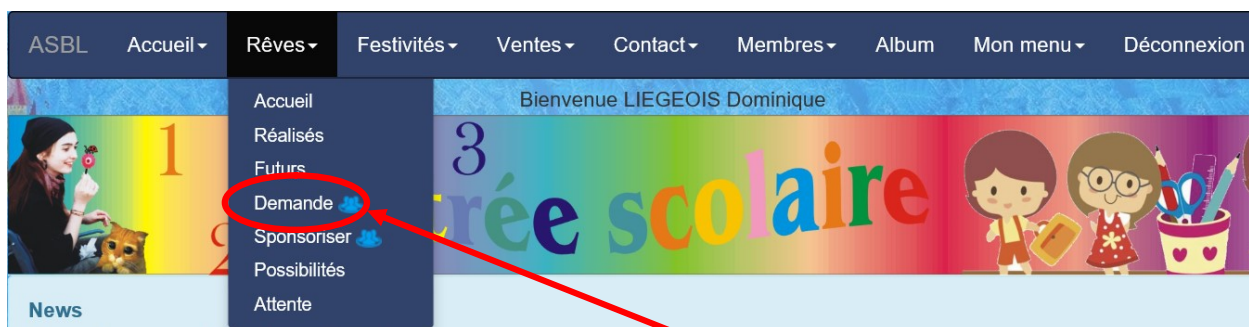 ASBL Accueil Rêves Festivités Ventes Contact Membres Album Mon menu Déconnexion
Bienvenue LIEGEOIS Dominique
Accueil
Réalisés
Futurs
Demande
Sponsoriser
Possibilités
Attente
1
2
3
rée scolaire
News